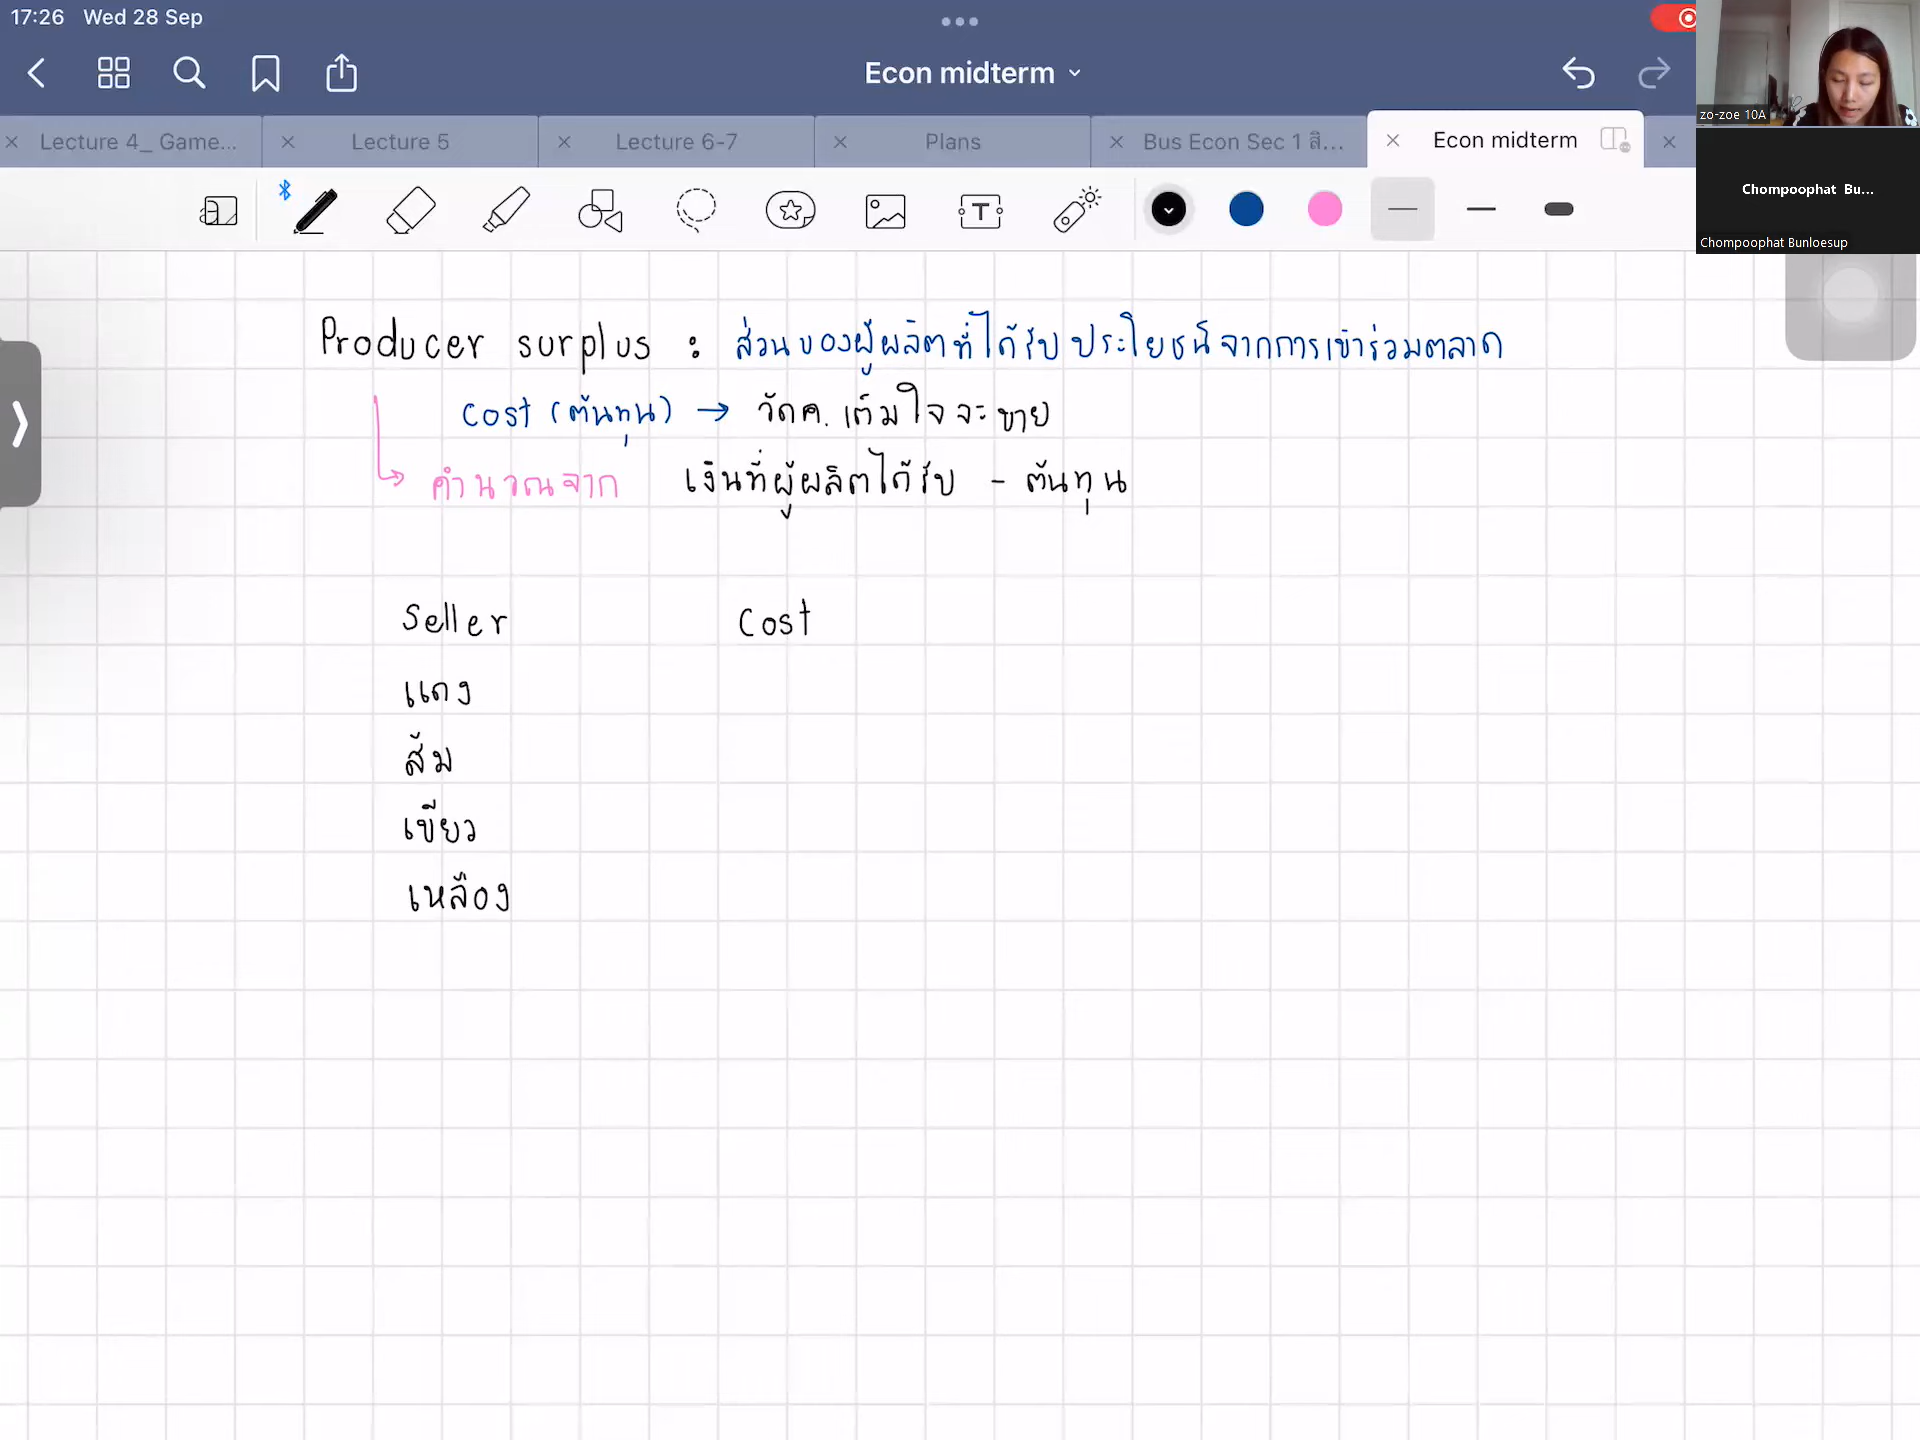 17:26 Wed 28 Sep
Econ midterm
Lecture 4_ Game...
Lecture 5
Lecture 6-7
Plans
Bus Econ Sec 1 สิ...
Econ midterm
zo-zoe 10A
Chompoophat Bu...
Chompoophat Bunloesup
Producer surplus : ส่วนของผู้ผลิตที่ได้รับประโยชน์จากการเข้าร่วมตลาด
Cost (ต้นทุน) → วัดค. เต็มใจจะขาย
คำนวณจาก เงินที่ผู้ผลิตได้รับ - ต้นทุน
Seller Cost
แดง
ส้ม
เขียว
เหลือง